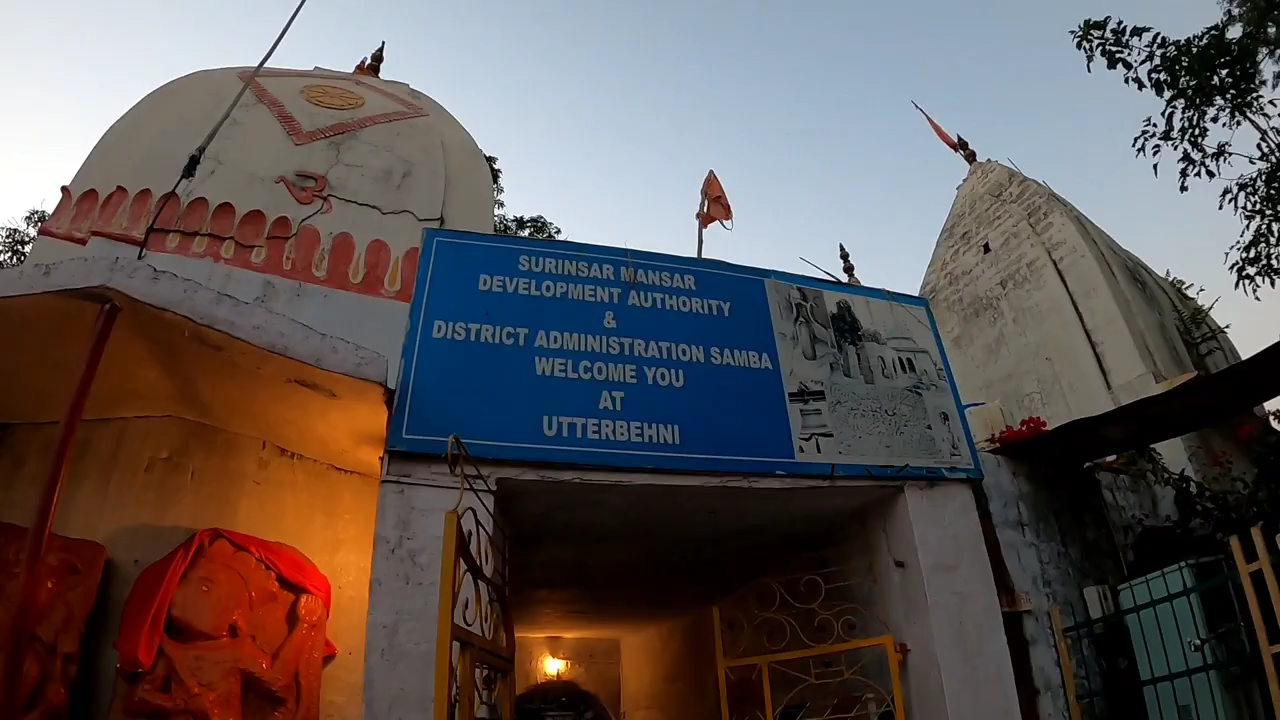 ॐ
SURINSAR MANSAR
DEVELOPMENT AUTHORITY
&
DISTRICT ADMINISTRATION SAMBA
WELCOME YOU
AT
UTTERBEHNI